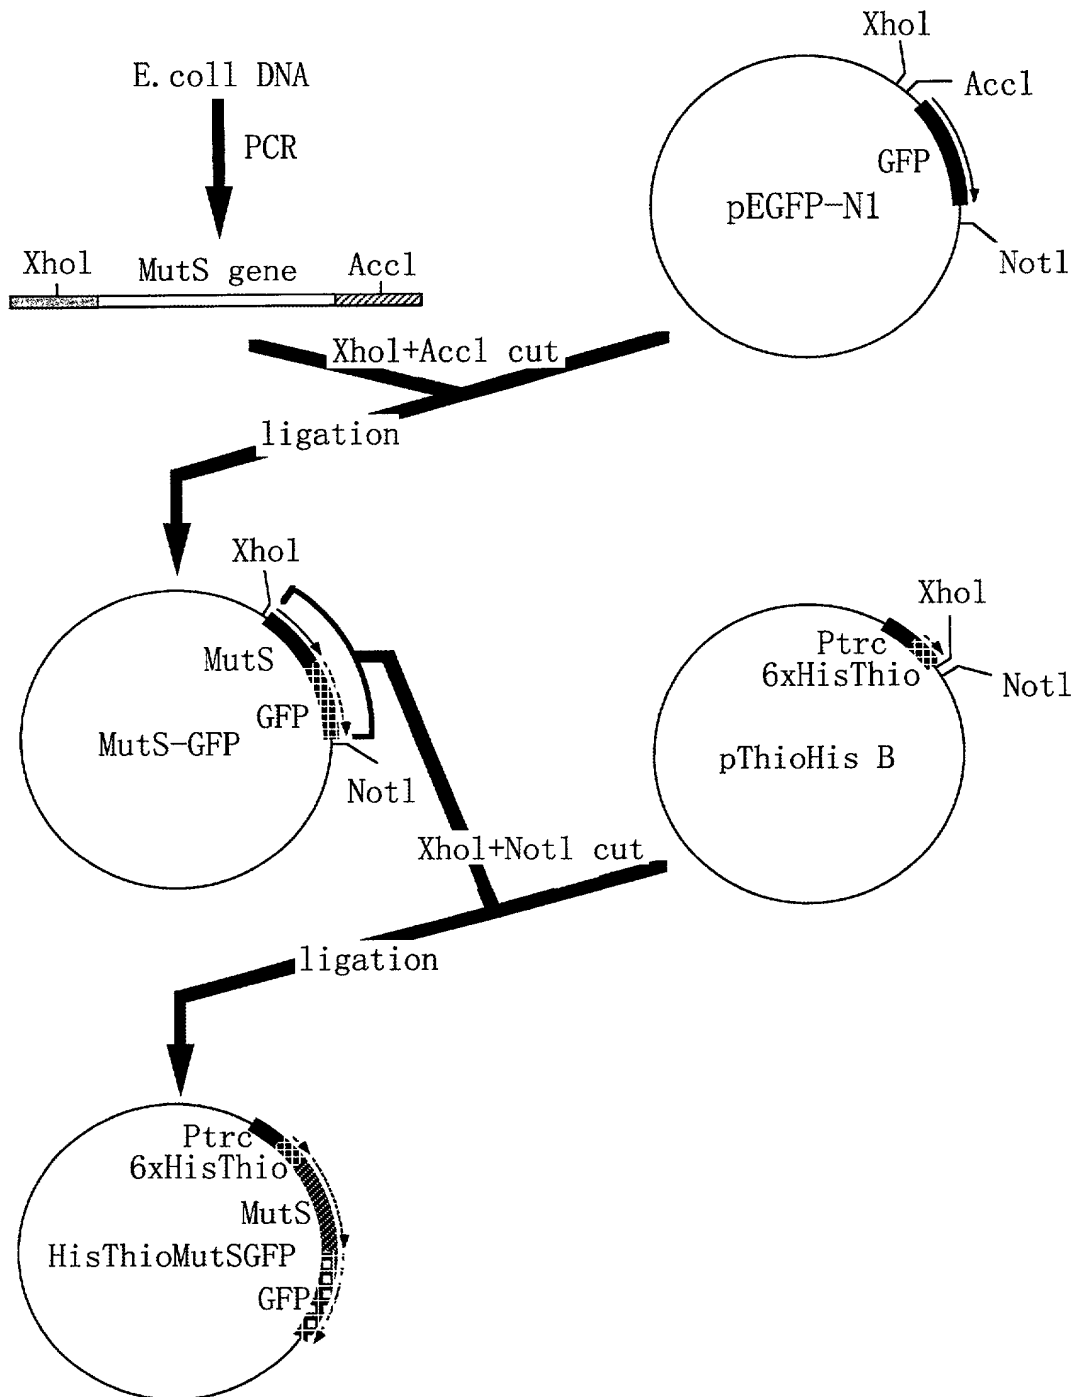 E.coll DNA
PCR
Xhol
MutS gene
Accl
Xhol
Accl
GFP
pEGFP-N1
Notl
Xhol+Accl cut
ligation
Xhol
MutS
GFP
MutS-GFP
Notl
Xhol
Ptrc
6xHisThio
Notl
pThioHis B
Xhol+Notl cut
ligation
Ptrc
6xHisThio
MutS
HisThioMutSGFP
GFP